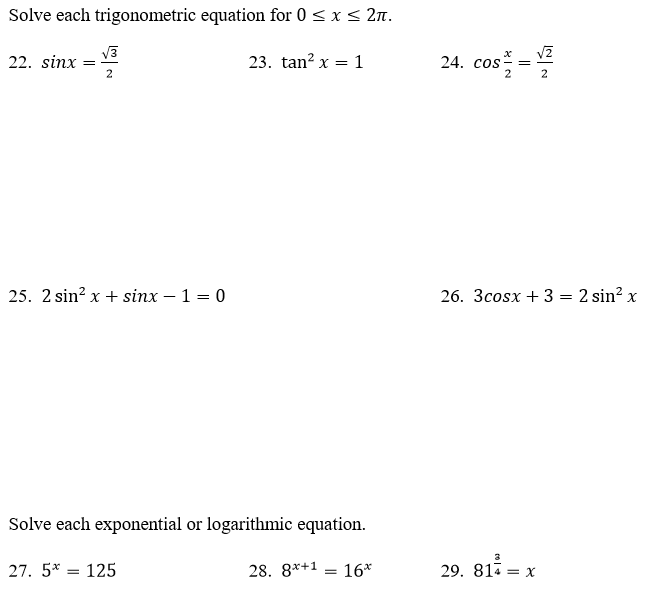 Solve each trigonometric equation for 0 ≤ x ≤ 2π.
22. sinx = √3/2 23. tan² x = 1 24. cos x/2 = √2/2
25. 2 sin² x + sinx − 1 = 0 26. 3cosx + 3 = 2 sin² x
Solve each exponential or logarithmic equation.
27. 5ˣ = 125 28. 8ˣ⁺¹ = 16ˣ 29. 81^(3/4) = x